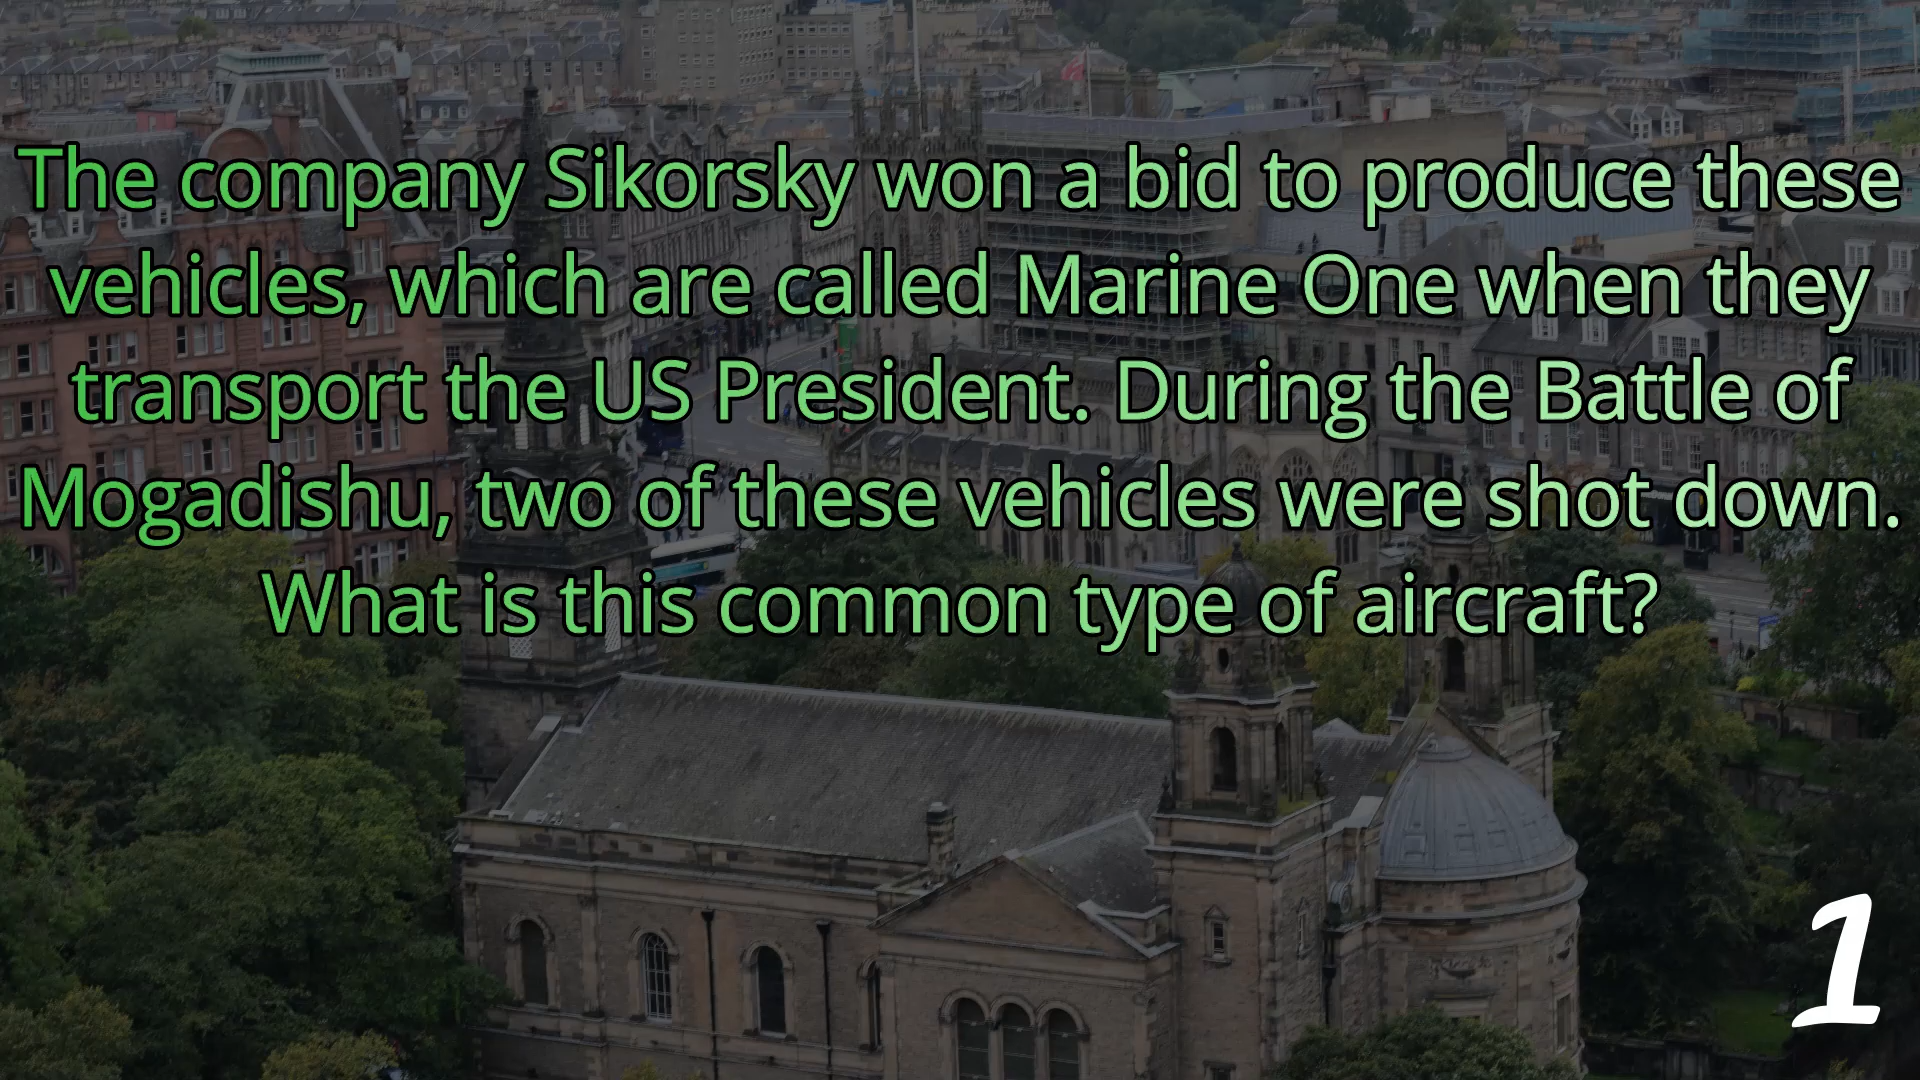 The company Sikorsky won a bid to produce these
vehicles, which are called Marine One when they
transport the US President. During the Battle of
Mogadishu, two of these vehicles were shot down.
What is this common type of aircraft?
1